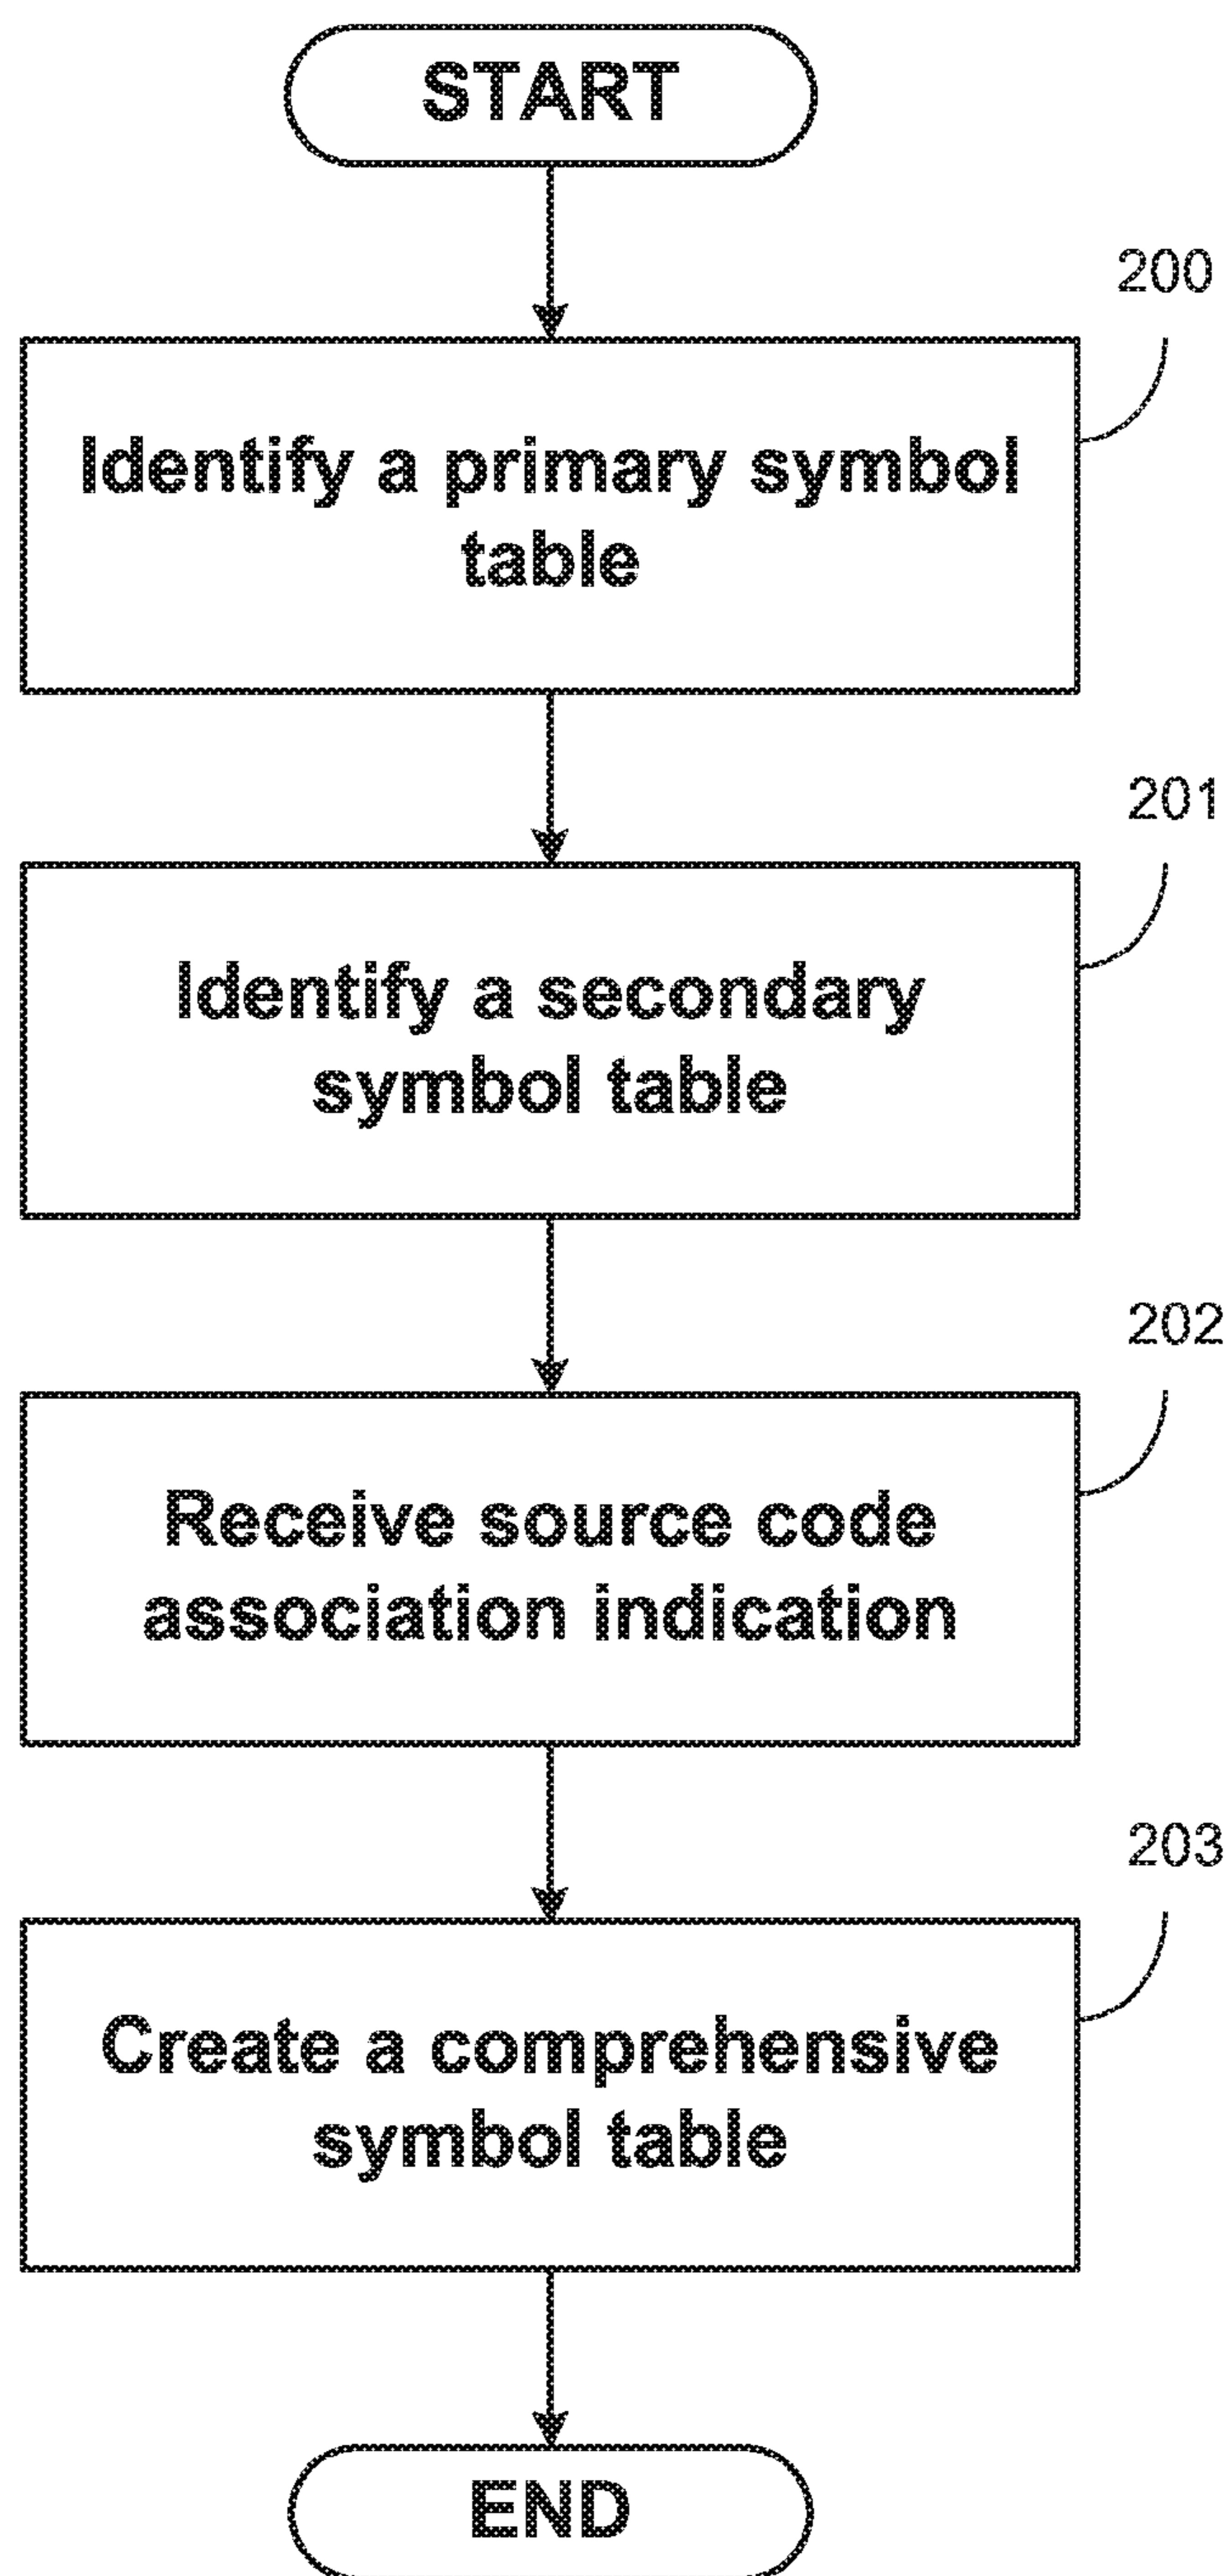 START
200
Identify a primary symbol
table
201
Identify a secondary
symbol table
202
Receive source code
association indication
203
Create a comprehensive
symbol table
END